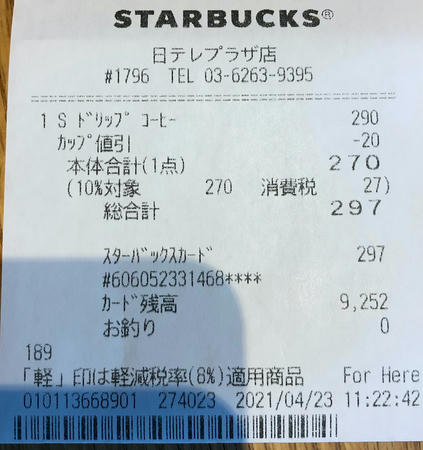 STARBUCKS®
日テレプラザ店
#1796 TEL 03-6263-9395
1 S ﾄﾞﾘｯﾌﾟ ｺｰﾋｰ 290
ｶｯﾌﾟ値引 -20
本体合計(1点) 270
(10%対象 270 消費税 27)
総合計 297
ｽﾀｰﾊﾞｯｸｽｶｰﾄﾞ 297
#606052331468****
ｶｰﾄﾞ残高 9,252
お釣り 0
189
「軽」印は軽減税率(8%)適用商品 For Here
010113668901 274023 2021/04/23 11:22:42